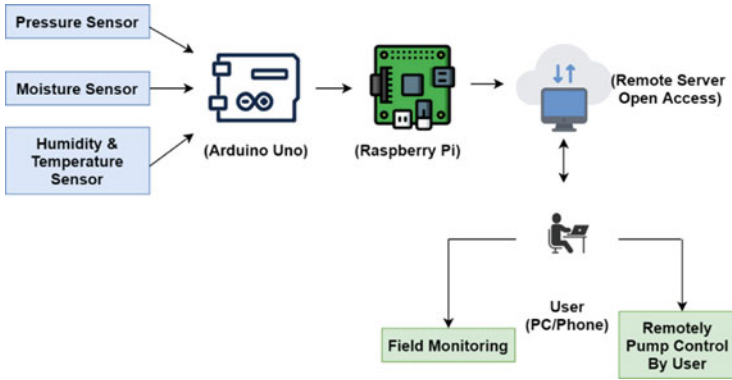 Pressure Sensor
Moisture Sensor
Humidity &
Temperature
Sensor
(Arduino Uno)
(Raspberry Pi)
(Remote Server
Open Access)
User
(PC/Phone)
Field Monitoring
Remotely
Pump Control
By User